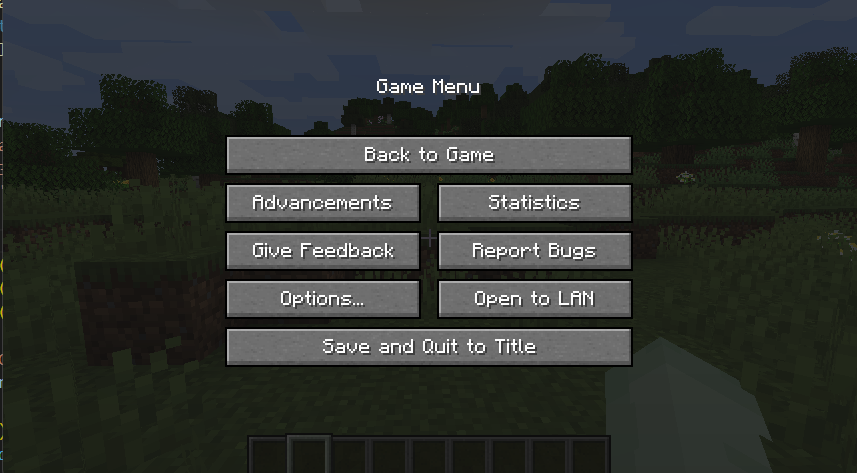 Game Menu
Back to Game
Advancements
Statistics
Give Feedback
Report Bugs
Options...
Open to LAN
Save and Quit to Title